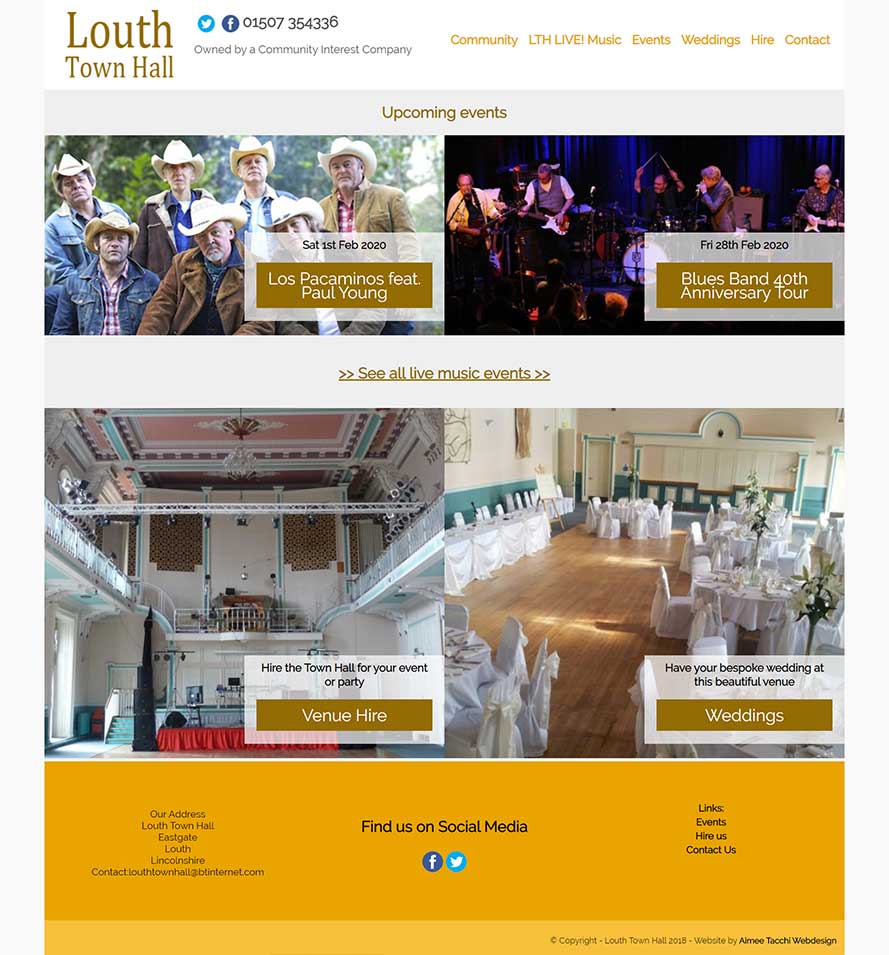 Louth
Town Hall
01507 354336
Owned by a Community Interest Company
Community LTH LIVE! Music Events Weddings Hire Contact
Upcoming events
Sat 1st Feb 2020
Los Pacaminos feat.
Paul Young
Fri 28th Feb 2020
Blues Band 40th
Anniversary Tour
>> See all live music events >>
Hire the Town Hall for your event
or party
Venue Hire
Have your bespoke wedding at
this beautiful venue
Weddings
Our Address
Louth Town Hall
Eastgate
Louth
Lincolnshire
Contact:louthtownhall@btinternet.com
Find us on Social Media
Links:
Events
Hire us
Contact Us
© Copyright - Louth Town Hall 2018 - Website by Aimee Tacchi Webdesign